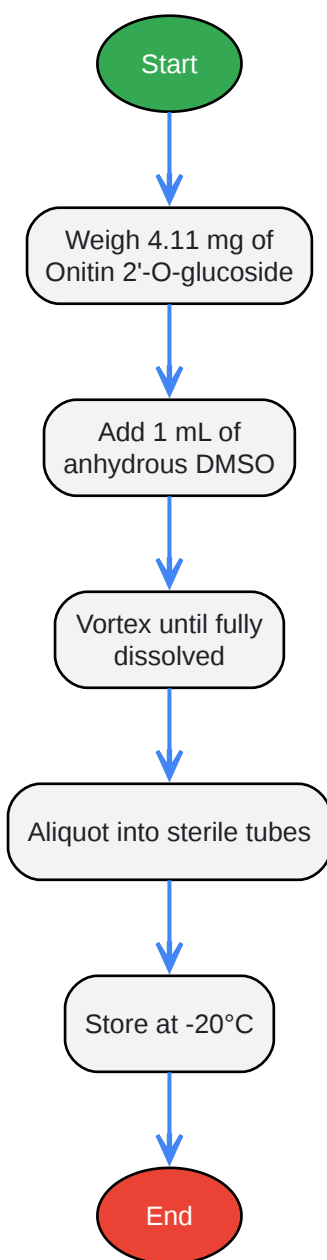 Start
Weigh 4.11 mg of
Onitin 2'-O-glucoside
Add 1 mL of
anhydrous DMSO
Vortex until fully
dissolved
Aliquot into sterile tubes
Store at -20°C
End